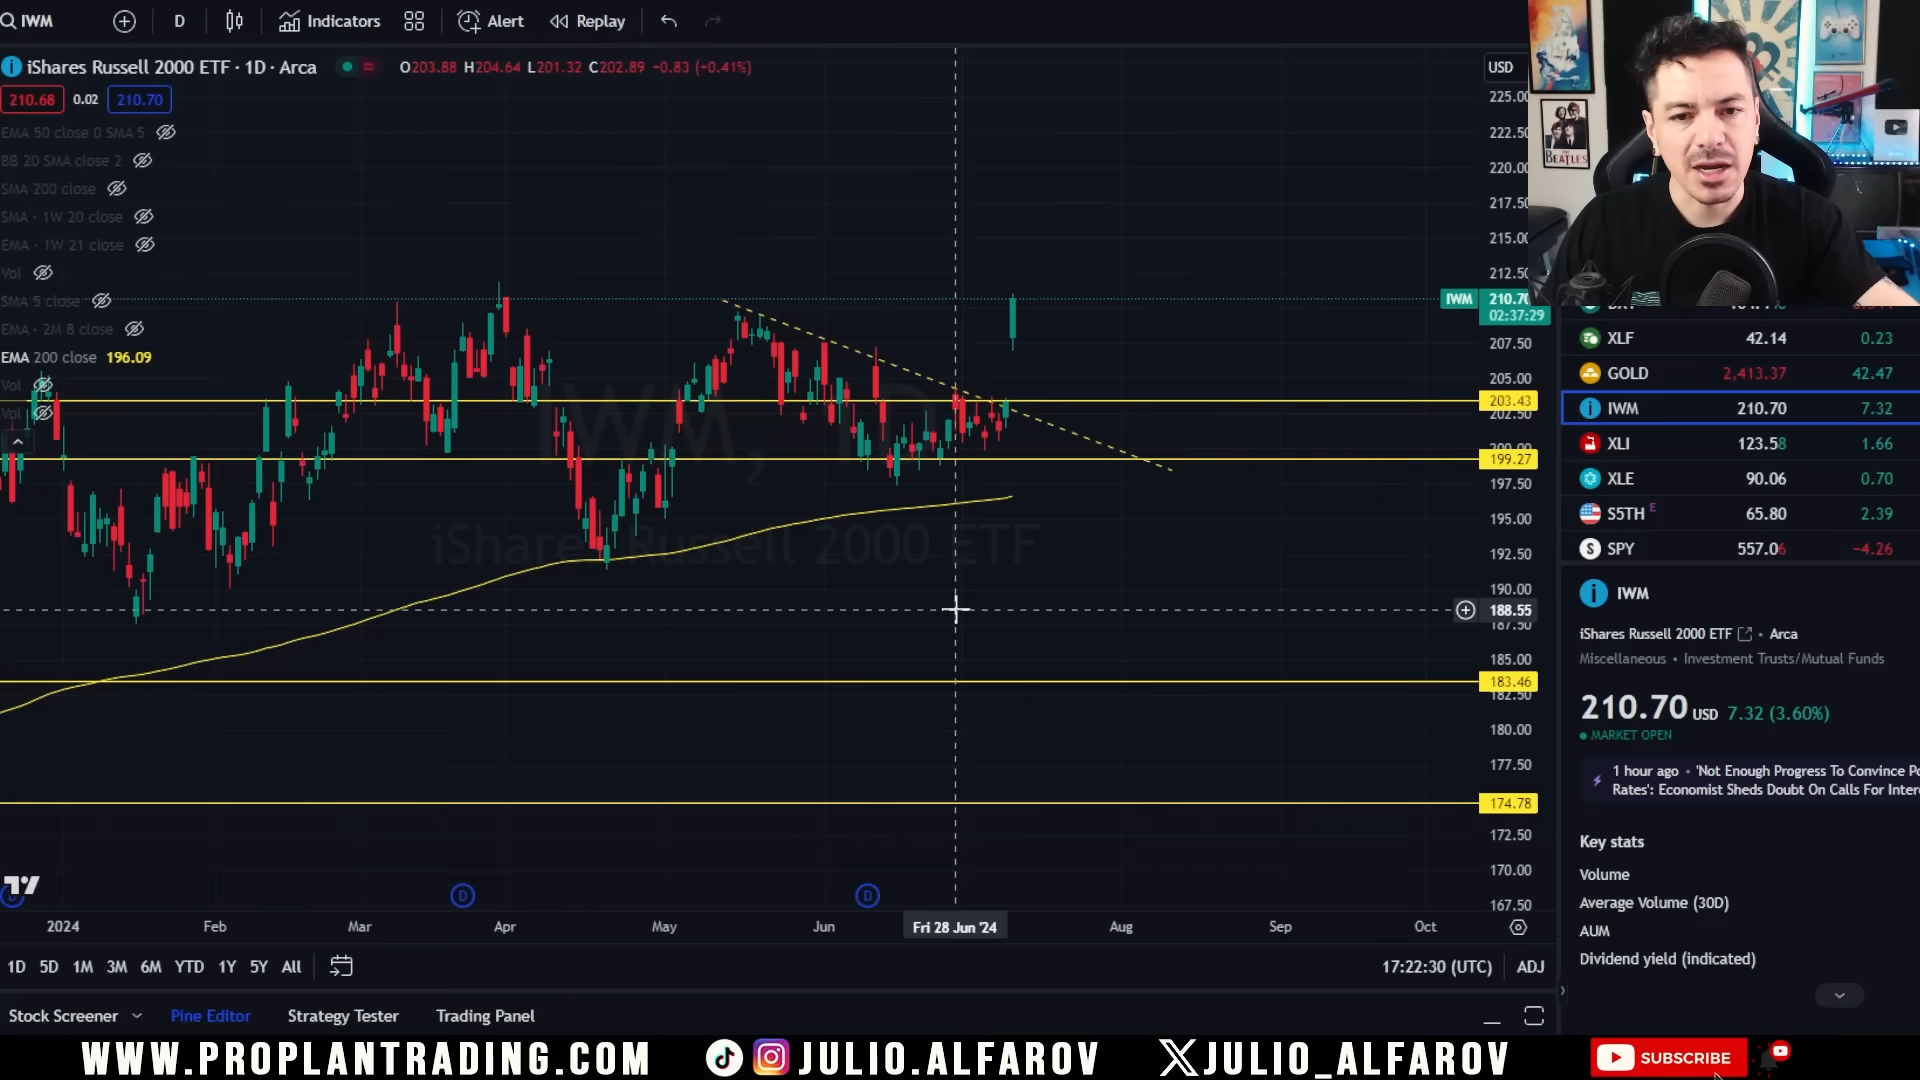 IWM D Indicators Alert Replay
iShares Russell 2000 ETF · 1D · Arca O203.88 H204.64 L201.32 C202.89 −0.83 (−0.41%)
210.68 0.02 210.70
EMA 50 close 0 SMA 5
BB 20 SMA close 2
SMA 200 close
SMA · 1W 20 close
EMA · 1W 21 close
Vol
SMA 5 close
EMA · 2M 8 close
EMA 200 close 196.09
Vol
Vol
IWM, 1D
iShares Russell 2000 ETF
USD
225.00
222.50
220.00
217.50
215.00
212.50
IWM 210.70
02:37:29
207.50
205.00
203.43
202.50
200.00
199.27
197.50
195.00
192.50
190.00
188.55
187.50
185.00
183.46
182.50
180.00
177.50
174.78
172.50
170.00
167.50
D D
2024 Feb Mar Apr May Jun Fri 28 Jun '24 Aug Sep Oct
1D 5D 1M 3M 6M YTD 1Y 5Y All 17:22:30 (UTC) ADJ
Stock Screener Pine Editor Strategy Tester Trading Panel
BEATLES
XLF 42.14 0.23
GOLD 2,413.37 42.47
IWM 210.70 7.32
XLI 123.58 1.66
XLE 90.06 0.70
S5TH E 65.80 2.39
SPY 557.06 −4.26
IWM
iShares Russell 2000 ETF · Arca
Miscellaneous • Investment Trusts/Mutual Funds
210.70 USD 7.32 (3.60%)
MARKET OPEN
1 hour ago • 'Not Enough Progress To Convince Po
Rates': Economist Sheds Doubt On Calls For Inter
Key stats
Volume
Average Volume (30D)
AUM
Dividend yield (indicated)
WWW.PROPLANTRADING.COM JULIO.ALFAROV JULIO_ALFAROV SUBSCRIBE